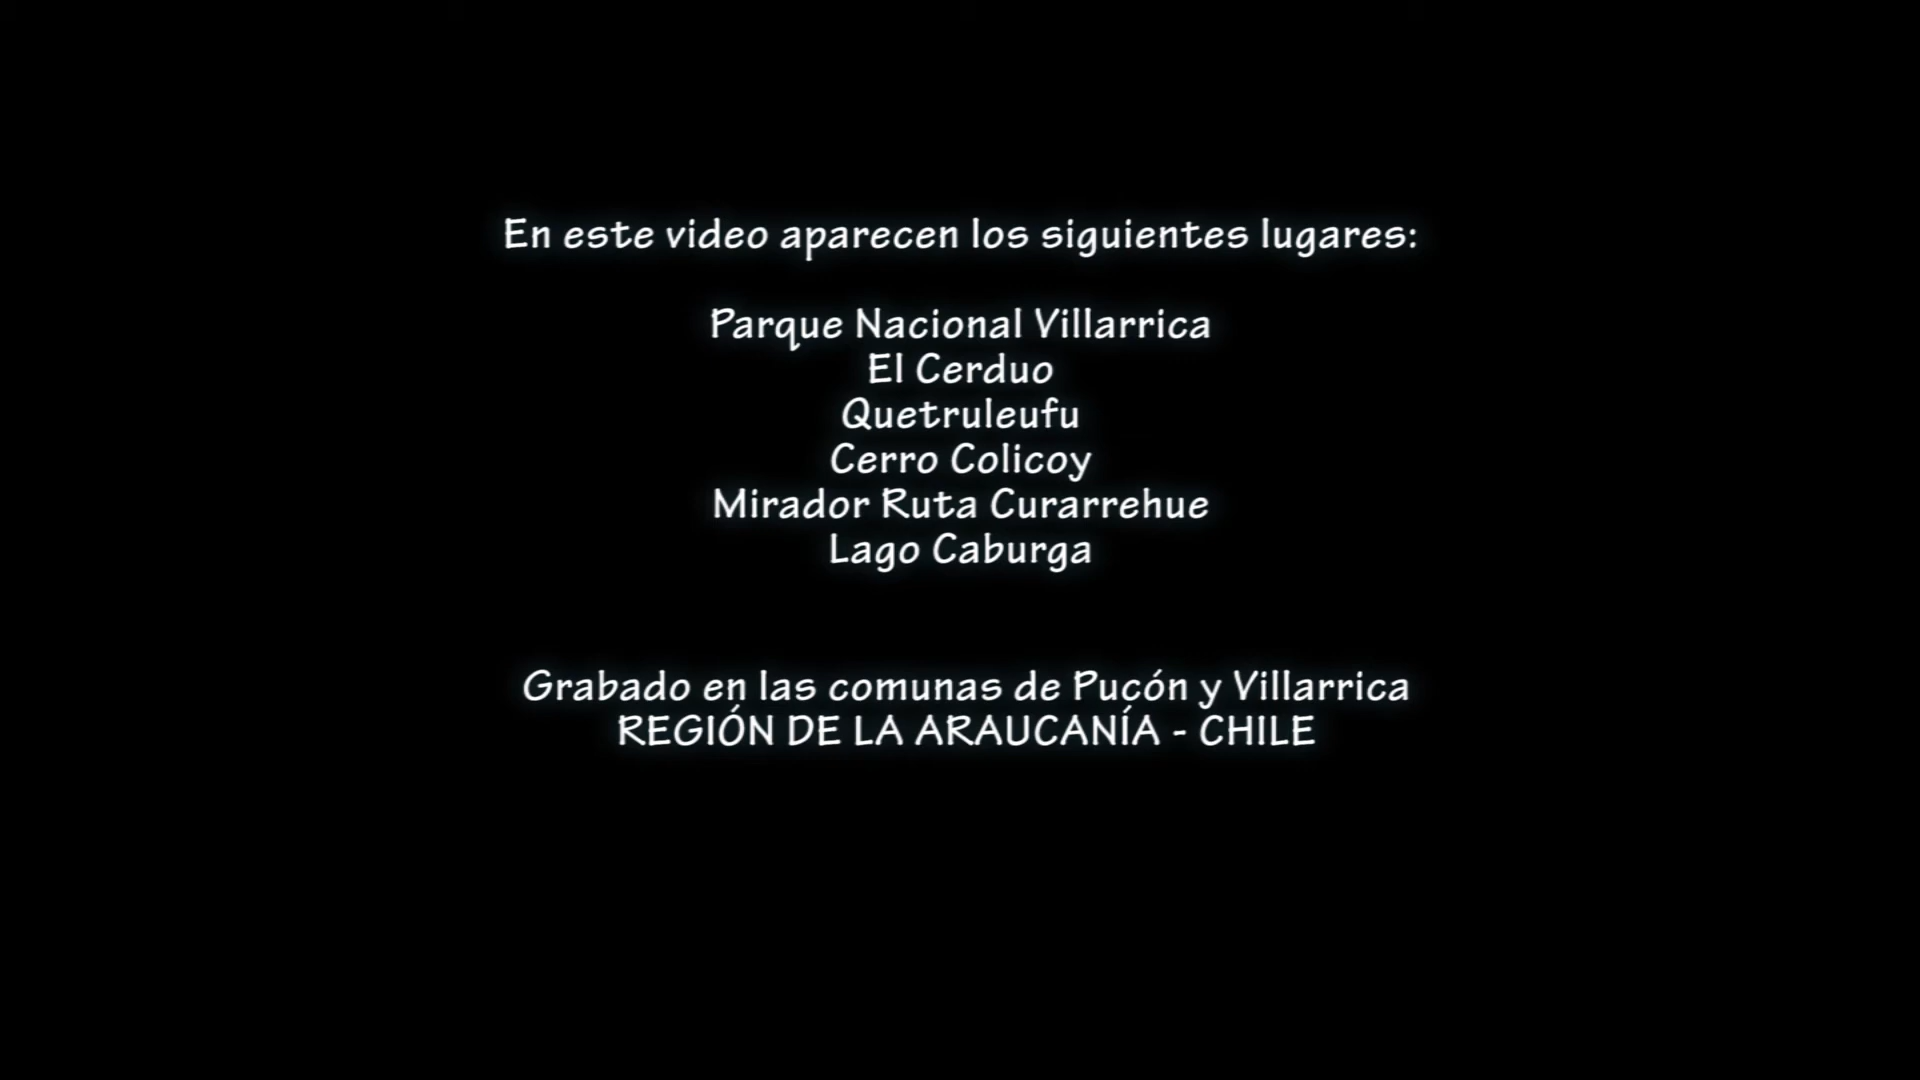 En este video aparecen los siguientes lugares:
Parque Nacional Villarrica
El Cerduo
Quetruleufu
Cerro Colicoy
Mirador Ruta Curarrehue
Lago Caburga
Grabado en las comunas de Pucón y Villarrica
REGIÓN DE LA ARAUCANÍA - CHILE